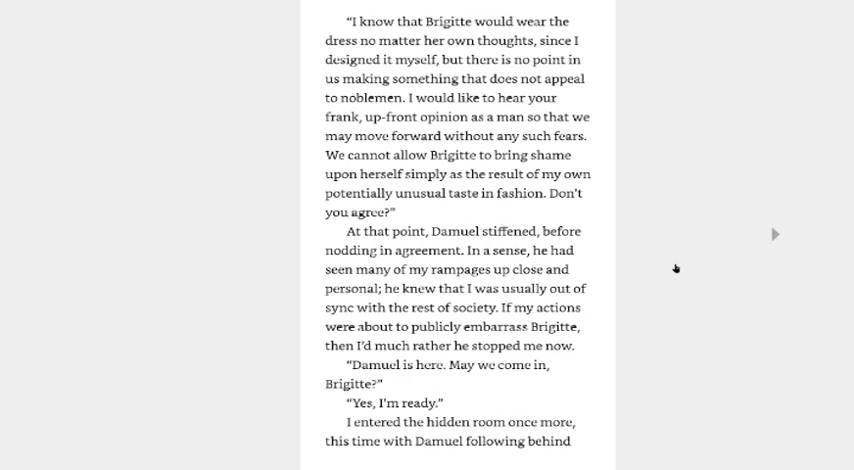 “I know that Brigitte would wear the
dress no matter her own thoughts, since I
designed it myself, but there is no point in
us making something that does not appeal
to noblemen. I would like to hear your
frank, up-front opinion as a man so that we
may move forward without any such fears.
We cannot allow Brigitte to bring shame
upon herself simply as the result of my own
potentially unusual taste in fashion. Don’t
you agree?”
At that point, Damuel stiffened, before
nodding in agreement. In a sense, he had
seen many of my rampages up close and
personal; he knew that I was usually out of
sync with the rest of society. If my actions
were about to publicly embarrass Brigitte,
then I’d much rather he stopped me now.
“Damuel is here. May we come in,
Brigitte?”
“Yes, I’m ready.”
I entered the hidden room once more,
this time with Damuel following behind